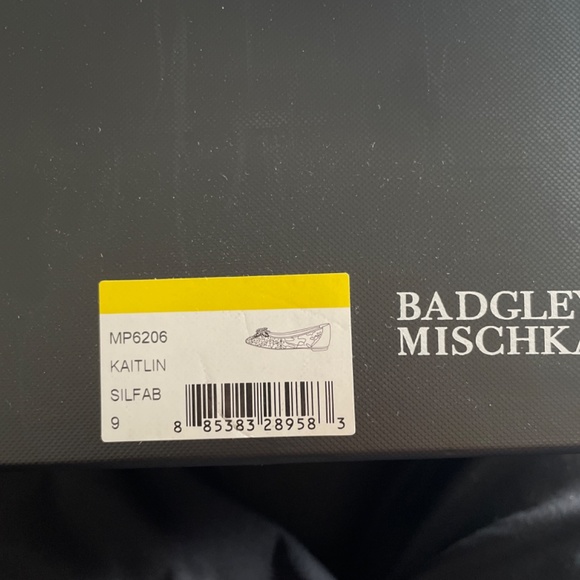 MP6206
KAITLIN
SILFAB
9
8 85383 28958 3
BADGLEY
MISCHKA